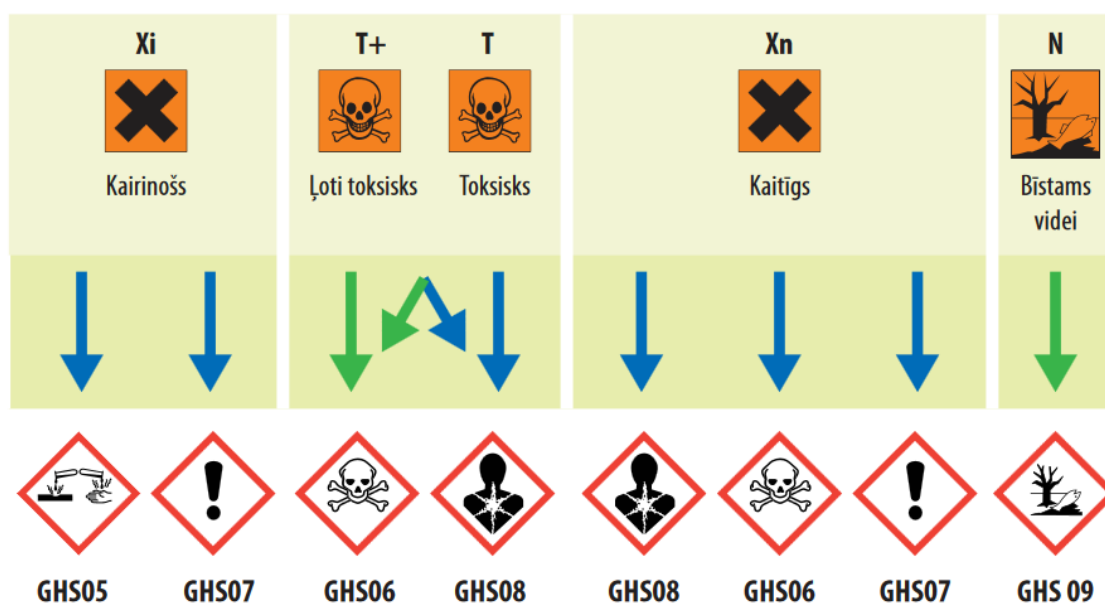 Xi
T+
T
Xn
N
Kairinošs
Ļoti toksisks
Toksisks
Kaitīgs
Bīstams
videi
GHS05
GHS07
GHS06
GHS08
GHS08
GHS06
GHS07
GHS 09